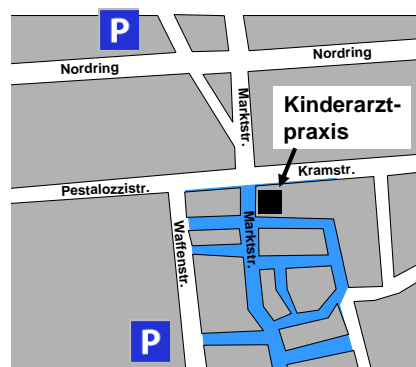 P
Nordring
Nordring
Marktstr.
Kinderarzt-
praxis
Kramstr.
Pestalozzistr.
Waffenstr.
Marktstr.
P